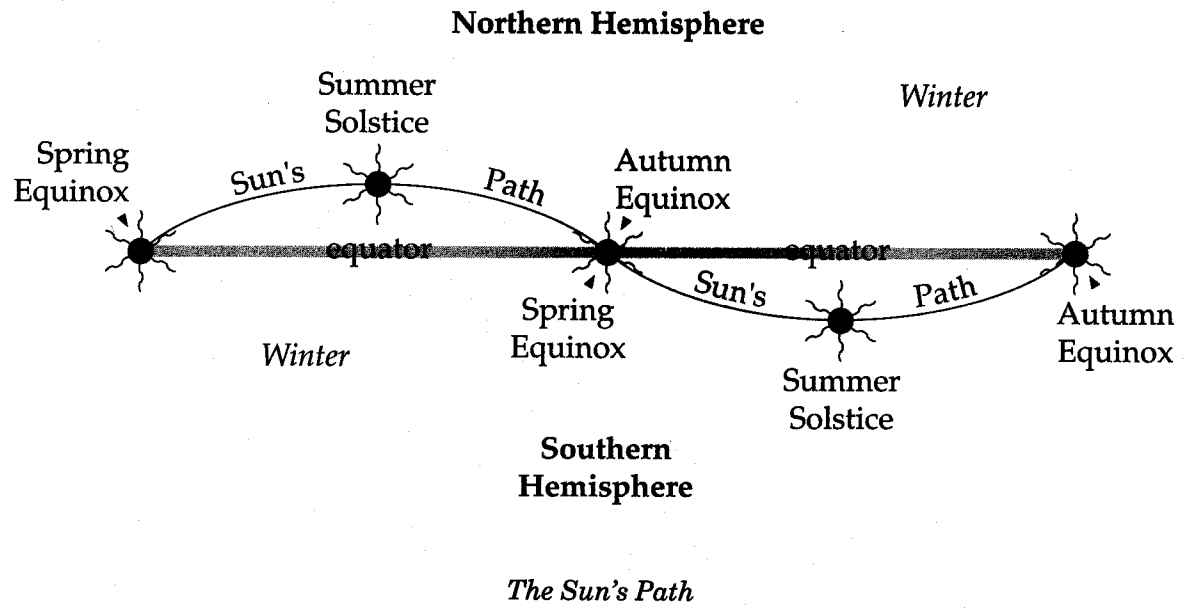 Northern Hemisphere
Summer
Solstice
Winter
Spring
Equinox
Sun's
Path
Autumn
Equinox
equator
equator
Spring
Equinox
Sun's
Path
Winter
Summer
Solstice
Autumn
Equinox
Southern
Hemisphere
The Sun's Path